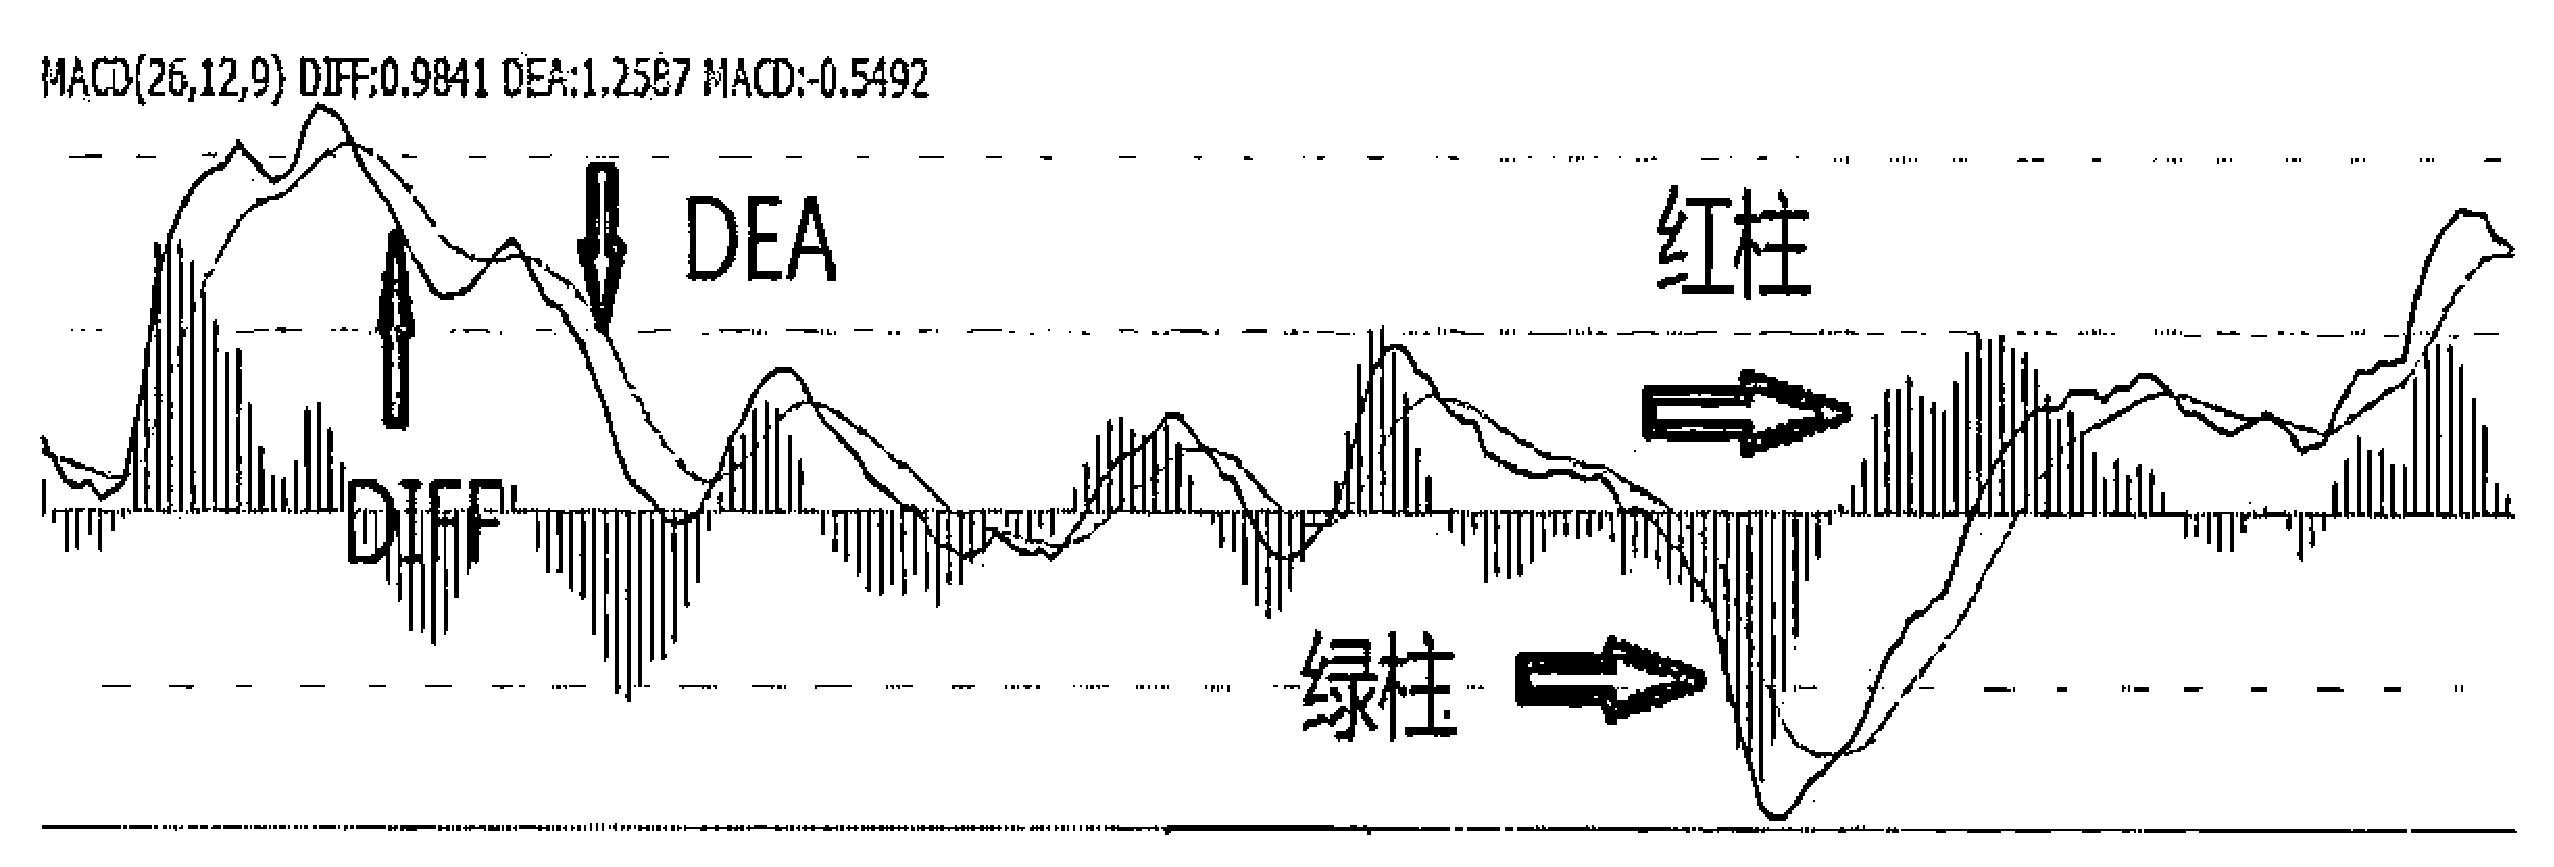 MACD(26,12,9) DIFF:0.9841 DEA:1.2587 MACD:-0.5492
DEA
红柱
DIFF
绿柱